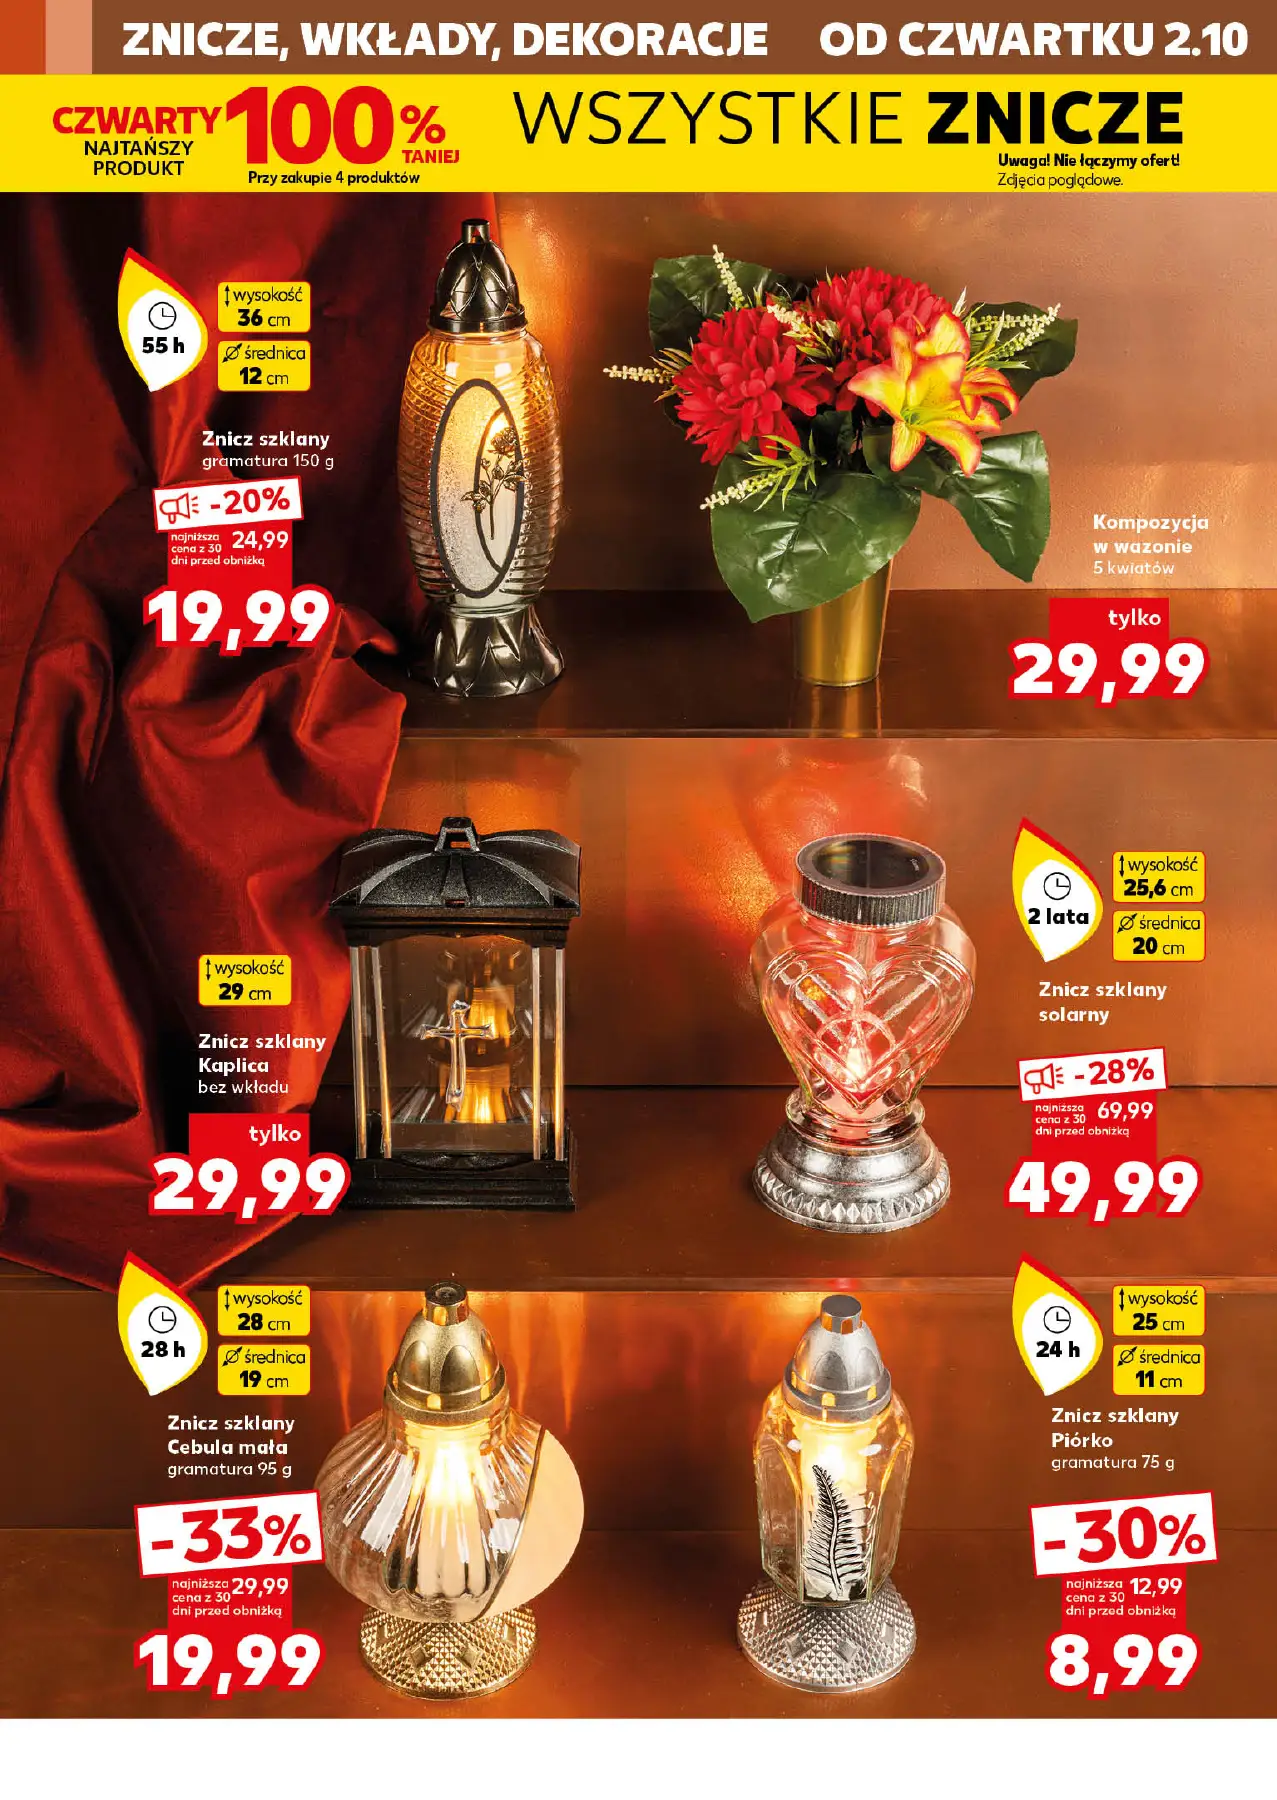 ZNICZE, WKŁADY, DEKORACJE OD CZWARTKU 2.10
CZWARTY
NAJTAŃSZY
PRODUKT
100%
TANIEJ
Przy zakupie 4 produktów
WSZYSTKIE ZNICZE
Uwaga! Nie łączymy ofert!
Zdjęcia poglądowe.
55 h
wysokość
36 cm
średnica
12 cm
Znicz szklany
gramatura 150 g
-20%
najniższa
cena z 30
dni przed obniżką
24,99
19,99
Kompozycja
w wazonie
5 kwiatów
tylko
29,99
wysokość
29 cm
Znicz szklany
Kaplica
bez wkładu
tylko
29,99
2 lata
wysokość
25,6 cm
średnica
20 cm
Znicz szklany
solarny
-28%
najniższa
cena z 30
dni przed obniżką
69,99
49,99
28 h
wysokość
28 cm
średnica
19 cm
Znicz szklany
Cebula mała
gramatura 95 g
-33%
najniższa
cena z 30
dni przed obniżką
29,99
19,99
24 h
wysokość
25 cm
średnica
11 cm
Znicz szklany
Piórko
gramatura 75 g
-30%
najniższa
cena z 30
dni przed obniżką
12,99
8,99